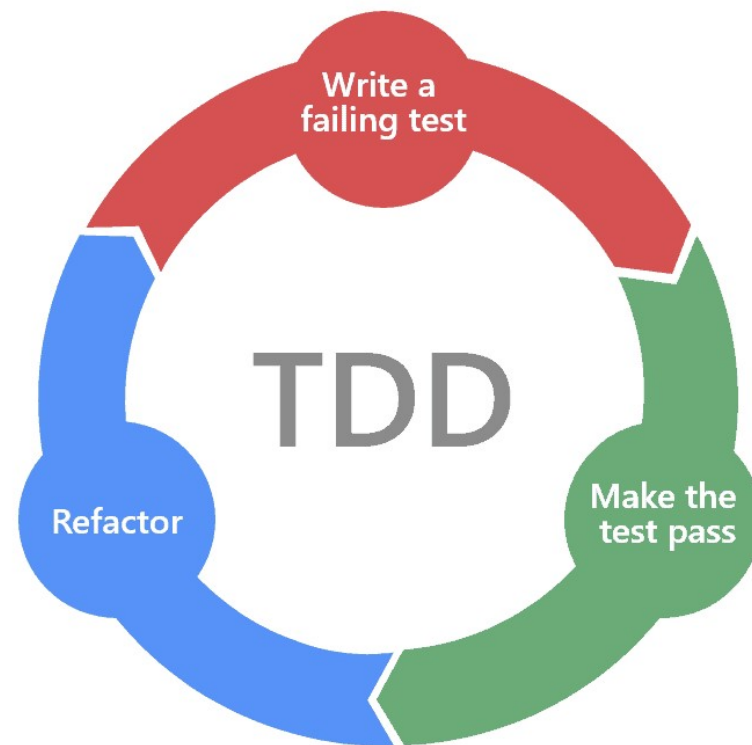 Write a
failing test
TDD
Make the
test pass
Refactor